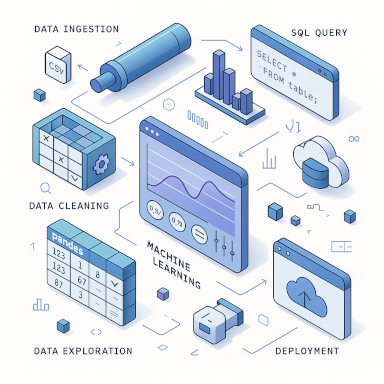 DATA INGESTION
SQL QUERY
CSV
SELECT *
FROM table;
DATA CLEANING
MACHINE
LEARNING
Pandas
123 1 8
123 67
87 3
DATA EXPLORATION
DEPLOYMENT